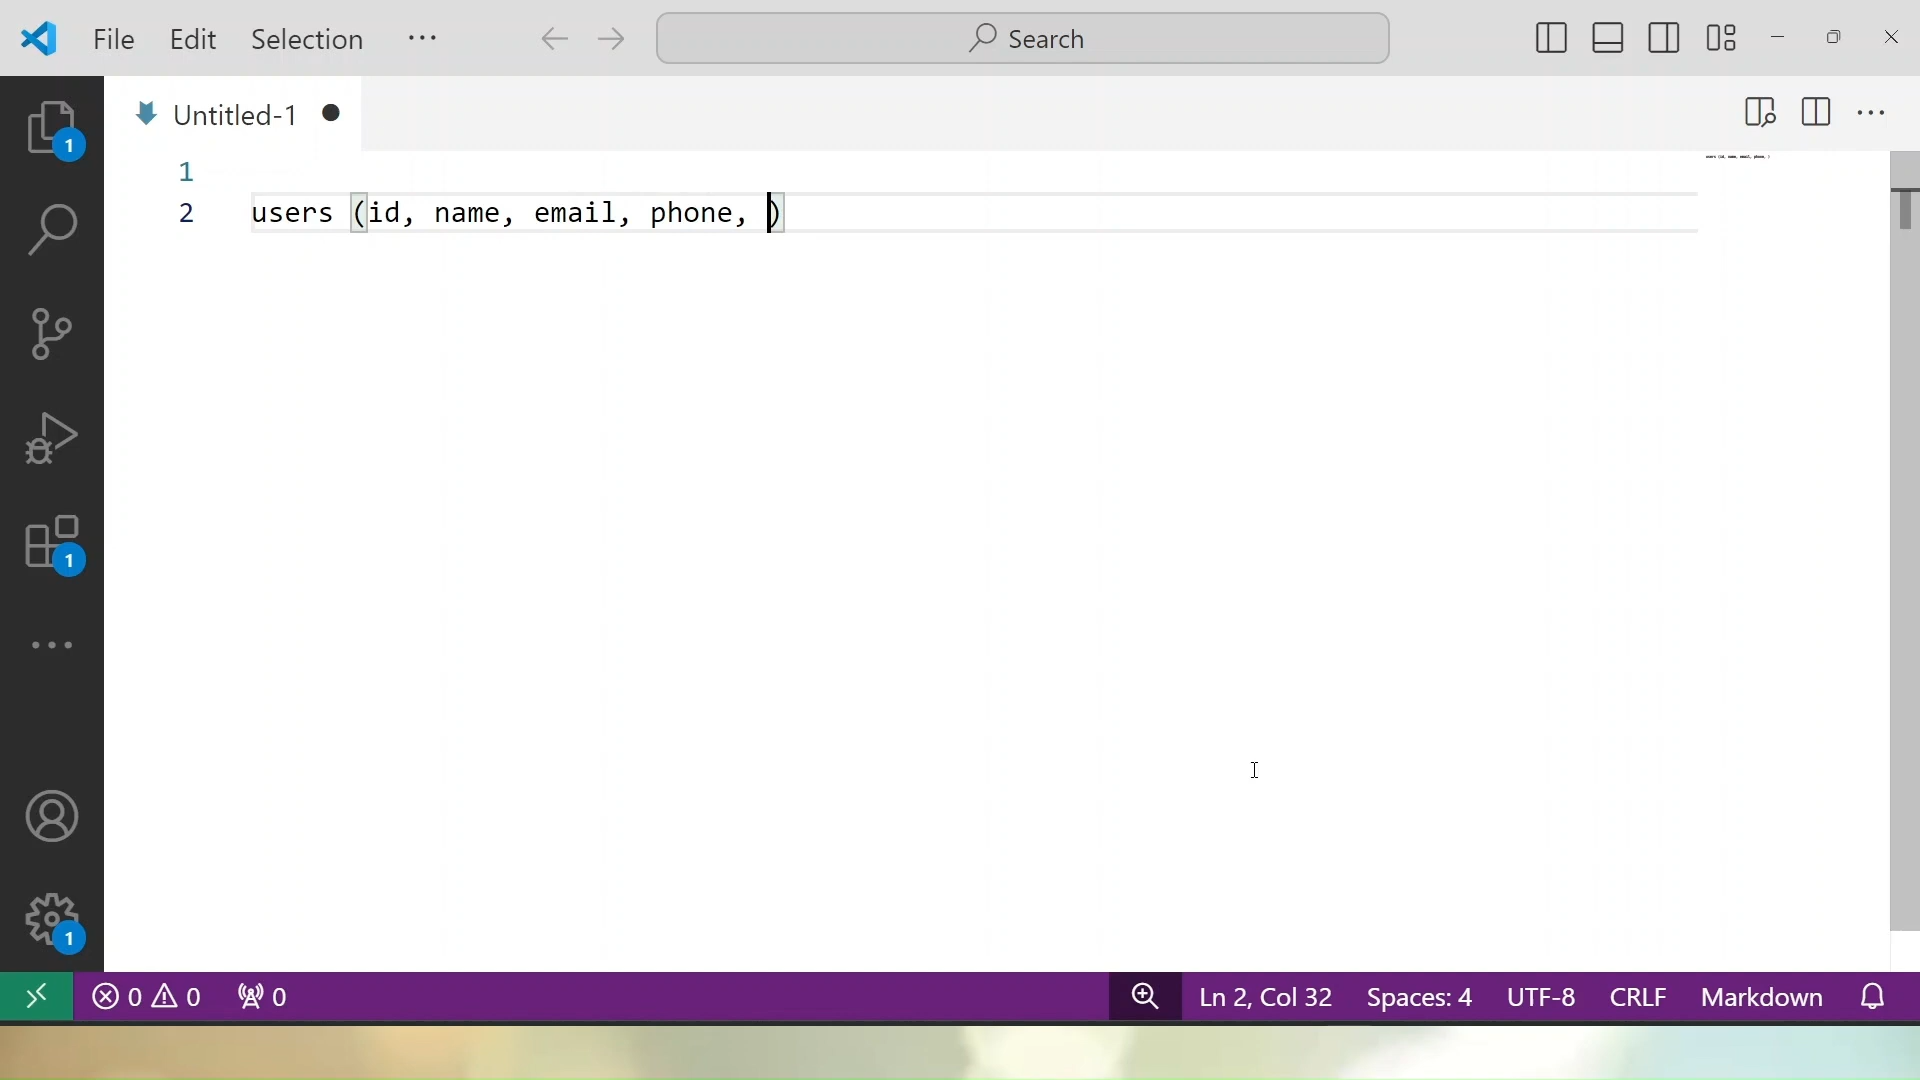 File Edit Selection ... Search
Untitled-1
1
2 users (id, name, email, phone, )
1
1
1
0 0 0 Ln 2, Col 32 Spaces: 4 UTF-8 CRLF Markdown